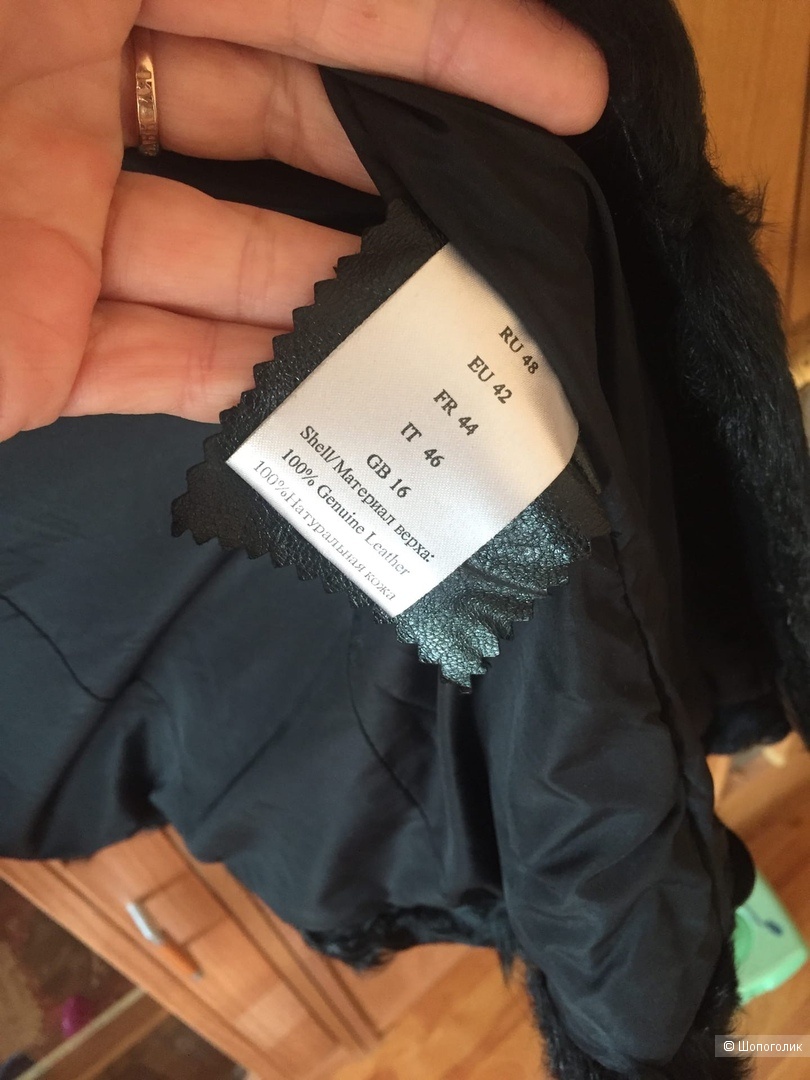 RU 48
EU 42
FR 44
IT 46
GB 16
Shell/Материал верха:
100% Genuine Leather
100%Натуральная кожа
© Шопоголик